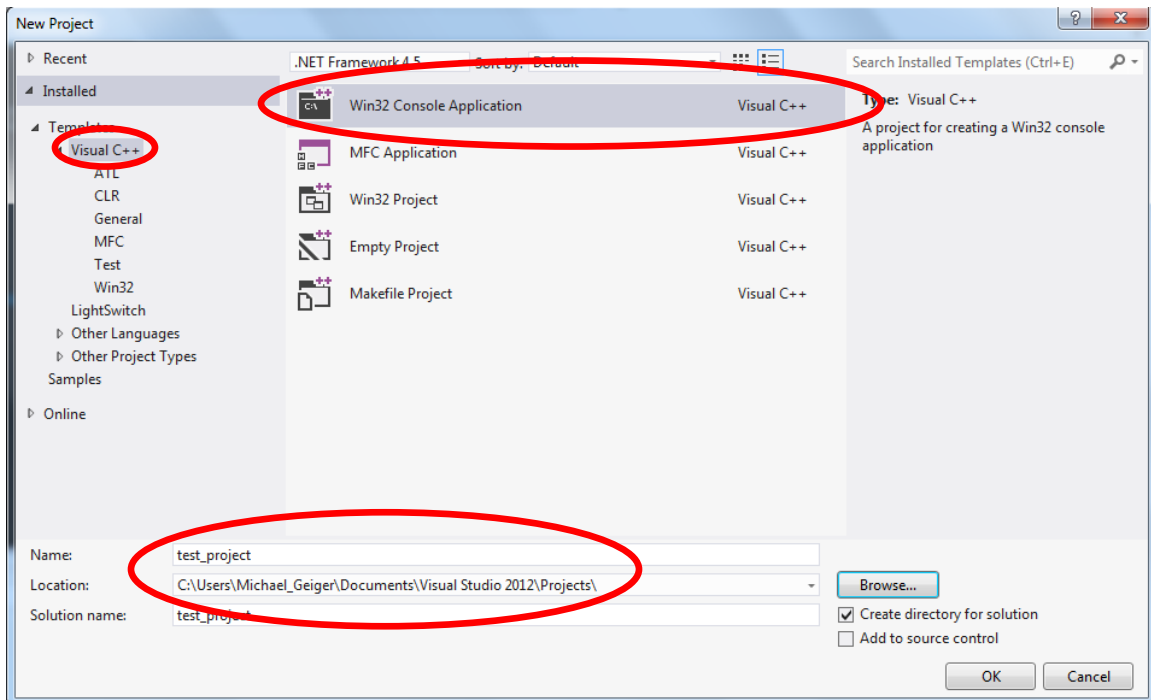 New Project
Recent
Installed
Templates
Visual C++
ATL
CLR
General
MFC
Test
Win32
LightSwitch
Other Languages
Other Project Types
Samples
Online
.NET Framework 4.5 Sort by: Default
Win32 Console Application Visual C++
MFC Application Visual C++
Win32 Project Visual C++
Empty Project Visual C++
Makefile Project Visual C++
Search Installed Templates (Ctrl+E)
Type: Visual C++
A project for creating a Win32 console
application
Name: test_project
Location: C:\Users\Michael_Geiger\Documents\Visual Studio 2012\Projects\
Browse...
Solution name: test_project
Create directory for solution
Add to source control
OK Cancel